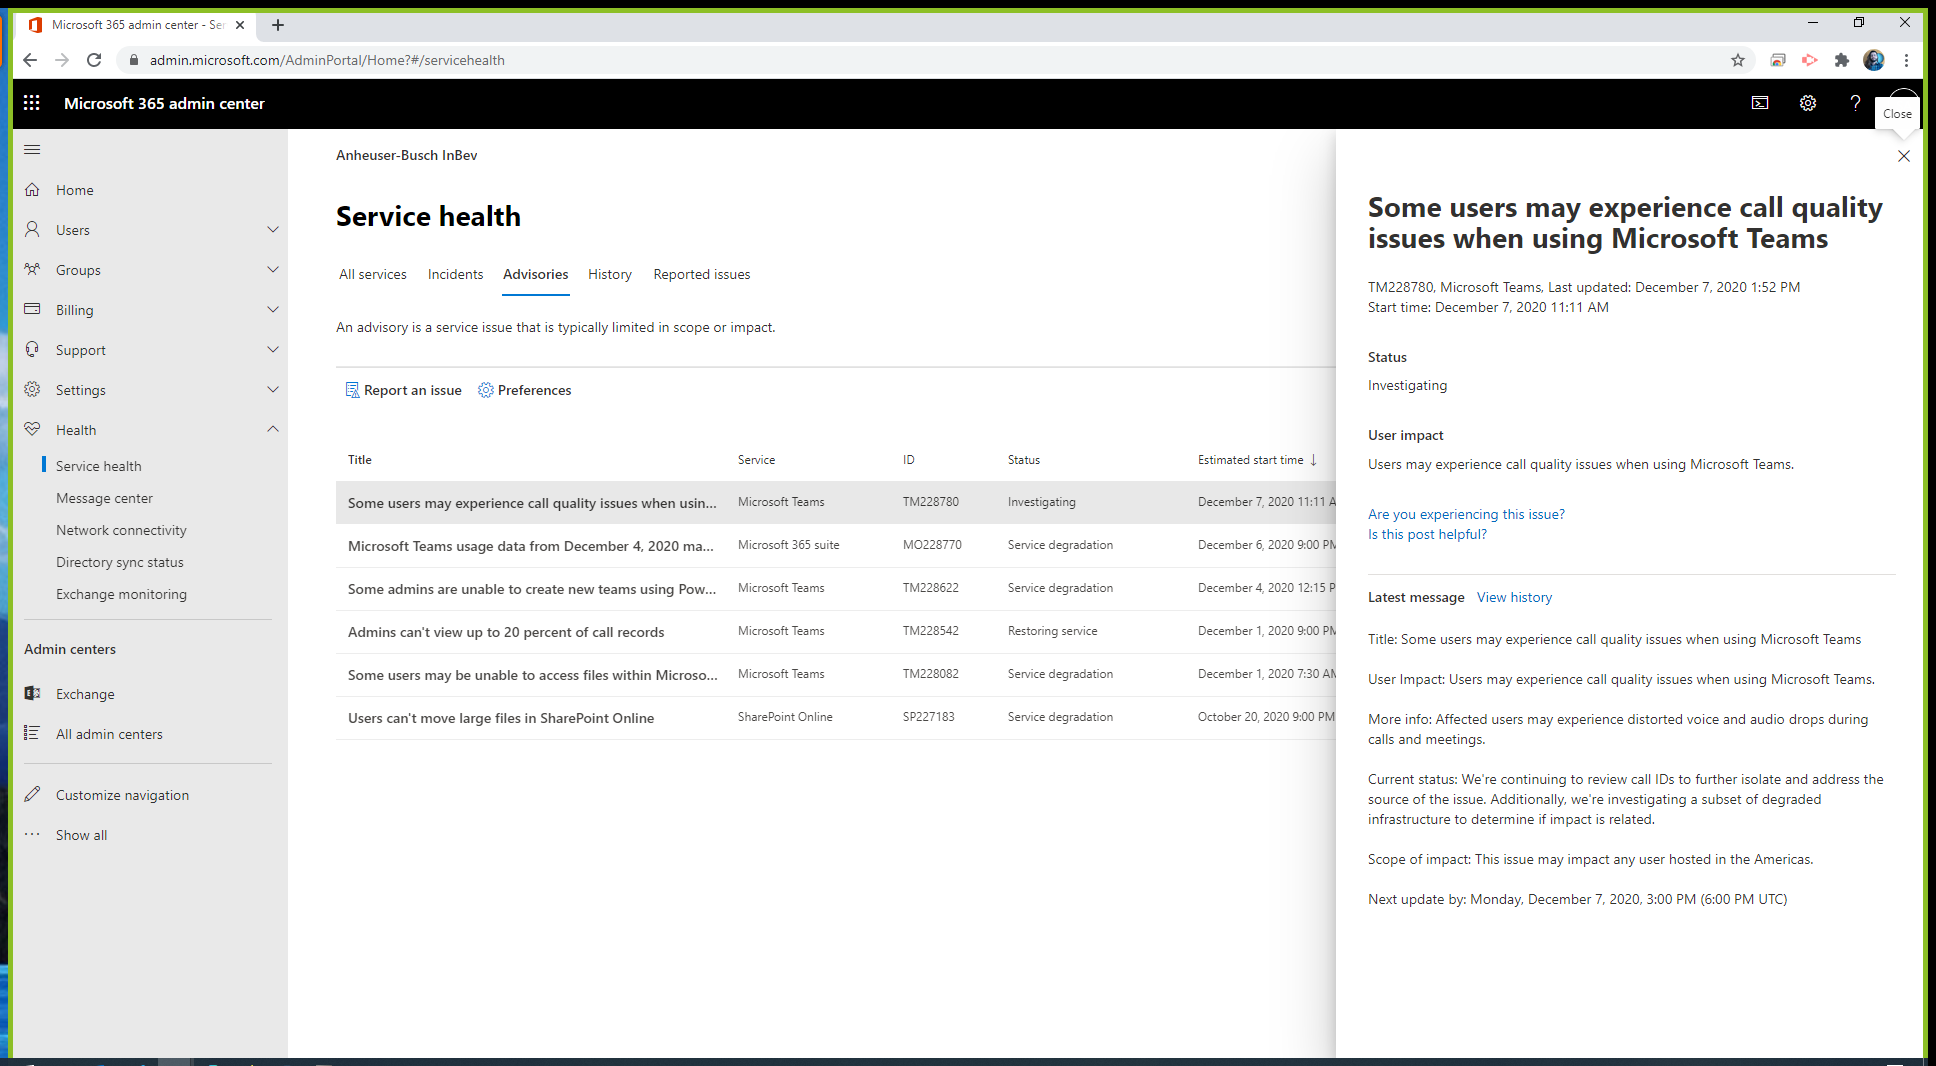 Microsoft 365 admin center - Ser
admin.microsoft.com/AdminPortal/Home?#/servicehealth
Microsoft 365 admin center
?
Close
Home
Users
Groups
Billing
Support
Settings
Health
Service health
Message center
Network connectivity
Directory sync status
Exchange monitoring
Admin centers
Exchange
All admin centers
Customize navigation
Show all
Anheuser-Busch InBev
Service health
All services Incidents Advisories History Reported issues
An advisory is a service issue that is typically limited in scope or impact.
Report an issue Preferences
Title Service ID Status Estimated start time ↓
Some users may experience call quality issues when usin... Microsoft Teams TM228780 Investigating December 7, 2020 11:11 A
Microsoft Teams usage data from December 4, 2020 ma... Microsoft 365 suite MO228770 Service degradation December 6, 2020 9:00 PM
Some admins are unable to create new teams using Pow... Microsoft Teams TM228622 Service degradation December 4, 2020 12:15 P
Admins can't view up to 20 percent of call records Microsoft Teams TM228542 Restoring service December 1, 2020 9:00 PM
Some users may be unable to access files within Microso... Microsoft Teams TM228082 Service degradation December 1, 2020 7:30 AM
Users can't move large files in SharePoint Online SharePoint Online SP227183 Service degradation October 20, 2020 9:00 PM
Some users may experience call quality
issues when using Microsoft Teams
TM228780, Microsoft Teams, Last updated: December 7, 2020 1:52 PM
Start time: December 7, 2020 11:11 AM
Status
Investigating
User impact
Users may experience call quality issues when using Microsoft Teams.
Are you experiencing this issue?
Is this post helpful?
Latest message View history
Title: Some users may experience call quality issues when using Microsoft Teams
User Impact: Users may experience call quality issues when using Microsoft Teams.
More info: Affected users may experience distorted voice and audio drops during
calls and meetings.
Current status: We're continuing to review call IDs to further isolate and address the
source of the issue. Additionally, we're investigating a subset of degraded
infrastructure to determine if impact is related.
Scope of impact: This issue may impact any user hosted in the Americas.
Next update by: Monday, December 7, 2020, 3:00 PM (6:00 PM UTC)